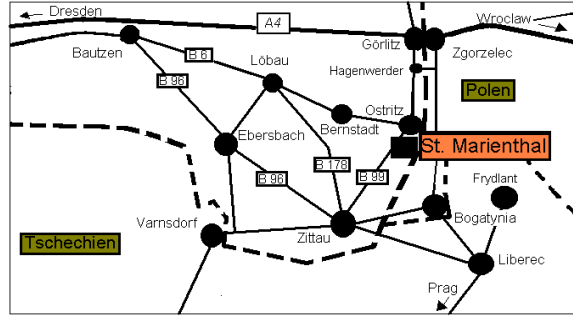 Dresden
A4
Wroclaw
Görlitz
Zgorzelec
Bautzen
B 6
Löbau
Hagenwerder
B 96
Polen
Ostritz
Bernstadt
Ebersbach
St. Marienthal
B 178
B 96
B 99
Frydlant
Varnsdorf
Bogatynia
Zittau
Tschechien
Liberec
Prag